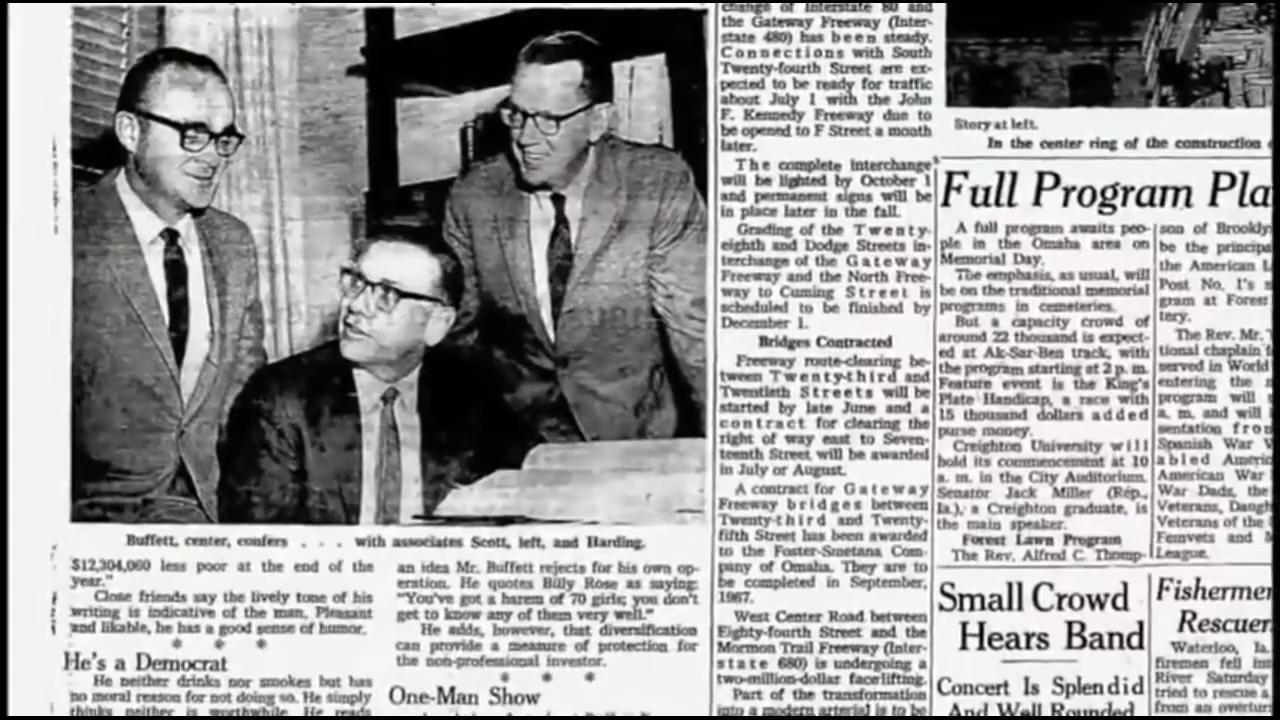 Buffett, center, confers . . . with associates Scott, left, and Harding.
$12,304,060 less poor at the end of the
year."
Close friends say the lively tone of his
writing is indicative of the man. Pleasant
and likable, he has a good sense of humor.
* * *
He's a Democrat
He neither drinks nor smokes but has
no moral reason for not doing so. He simply
thinks neither is worthwhile. He reads
an idea Mr. Buffett rejects for his own op-
eration. He quotes Billy Rose as saying:
"You've got a harem of 70 girls; you don't
get to know any of them very well."
He adds, however, that diversification
can provide a measure of protection for
the non-professional investor.
* * *
One-Man Show
change of Interstate 80 and
the Gateway Freeway (Inter-
state 480) has been steady.
Connections with South
Twenty-fourth Street are ex-
pected to be ready for traffic
about July 1 with the John
F. Kennedy Freeway due to
be opened to F Street a month
later.
The complete interchange
will be lighted by October 1
and permanent signs will be
in place later in the fall.
Grading of the Twenty-
eighth and Dodge Streets in-
terchange of the Gateway
Freeway and the North Free-
way to Cuming Street is
scheduled to be finished by
December 1.
Bridges Contracted
Freeway route-clearing be-
tween Twenty-third and
Twentieth Streets will be
started by late June and a
contract for clearing the
right of way east to Seven-
teenth Street will be awarded
in July or August.
A contract for Gateway
Freeway bridges between
Twenty-third and Twenty-
fifth Street has been awarded
to the Foster-Smetana Com-
pany of Omaha. They are to
be completed in September,
1967.
West Center Road between
Eighty-fourth Street and the
Mormon Trail Freeway (Inter-
state 680) is undergoing a
two-million-dollar facelifting.
Part of the transformation
into a modern arterial is to be
Story at left.
In the center ring of the construction
Full Program Pla
A full program awaits peo-
ple in the Omaha area on
Memorial Day.
The emphasis, as usual, will
be on the traditional memorial
programs in cemeteries.
But a capacity crowd of
around 22 thousand is expect-
ed at Ak-Sar-Ben track, with
the program starting at 2 p. m.
Feature event is the King's
Plate Handicap, a race with
15 thousand dollars added
purse money.
Creighton University will
hold its commencement at 10
a. m. in the City Auditorium.
Senator Jack Miller (Rep.,
Ia.), a Creighton graduate, is
the main speaker.
Forest Lawn Program
The Rev. Alfred C. Thomp-
son of Brookly
be the principa
the American L
Post No. 1's
gram at Forest
tery.
The Rev. Mr.
tional chaplain
served in World
entering the
program will
a. m. and will
sentation from
Spanish War V
abled Americ
American War
War Dads, the
Veterans, Daugh
Veterans of the
Femvets and
League.
Small Crowd
Hears Band
Concert Is Splendid
And Well Rounded
Fishermen
Rescue
Waterloo, Ia.
firemen fell in
River Saturday
tried to rescue a
from an overtur